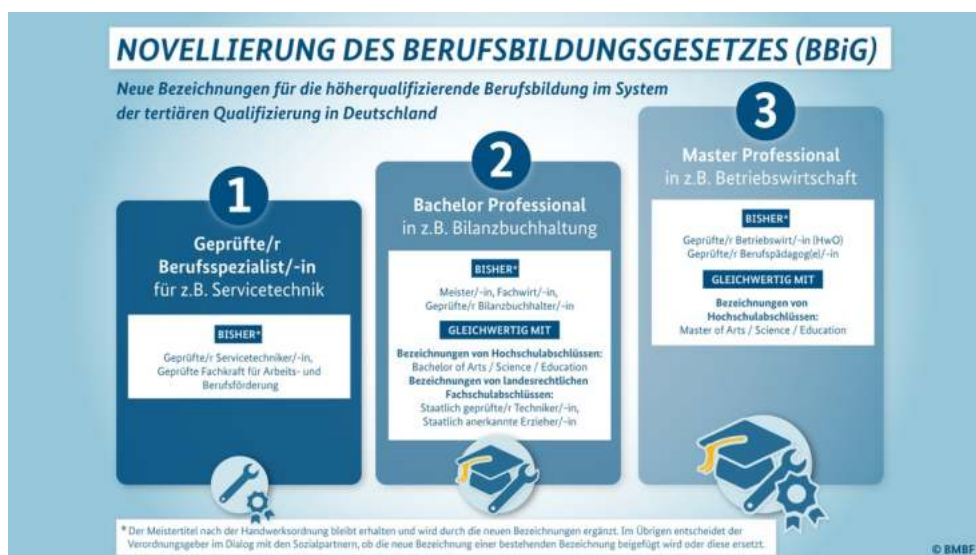 NOVELLIERUNG DES BERUFSBILDUNGSGESETZES (BBiG)
Neue Bezeichnungen für die höherqualifizierende Berufsbildung im System
der tertiären Qualifizierung in Deutschland
1
Geprüfte/r
Berufsspezialist/-in
für z.B. Servicetechnik
BISHER*
Geprüfte/r Servicetechniker/-in,
Geprüfte Fachkraft für Arbeits- und
Berufsförderung
2
Bachelor Professional
in z.B. Bilanzbuchhaltung
BISHER*
Meister/-in, Fachwirt/-in,
Geprüfte/r Bilanzbuchhalter/-in
GLEICHWERTIG MIT
Bezeichnungen von Hochschulabschlüssen:
Bachelor of Arts / Science / Education
Bezeichnungen von landesrechtlichen
Fachschulabschlüssen:
Staatlich geprüfte/r Techniker/-in,
Staatlich anerkannte Erzieher/-in
3
Master Professional
in z.B. Betriebswirtschaft
BISHER*
Geprüfte/r Betriebswirt/-in (HwO)
Geprüfte/r Berufspädagog(e)/-in
GLEICHWERTIG MIT
Bezeichnungen von
Hochschulabschlüssen:
Master of Arts / Science / Education
* Der Meistertitel nach der Handwerksordnung bleibt erhalten und wird durch die neuen Bezeichnungen ergänzt. Im Übrigen entscheidet der
Verordnungsgeber im Dialog mit den Sozialpartnern, ob die neue Bezeichnung einer bestehenden Bezeichnung beigefügt wird oder diese ersetzt.
© BMBF